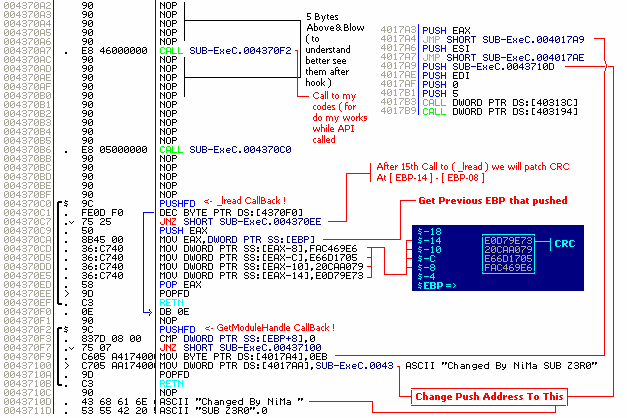 004370A2 90 NOP
004370A3 90 NOP
004370A4 90 NOP
004370A5 90 NOP
004370A6 . E8 46000000 CALL SUB-ExeC.004370F2
004370AB 90 NOP
004370AC 90 NOP
004370AD 90 NOP
004370AE 90 NOP
004370AF 90 NOP
004370B0 90 NOP
004370B1 90 NOP
004370B2 90 NOP
004370B3 90 NOP
004370B4 90 NOP
004370B5 90 NOP
004370B6 . E8 05000000 CALL SUB-ExeC.004370C0
004370BB 90 NOP
004370BC 90 NOP
004370BD 90 NOP
004370BE 90 NOP
004370BF 90 NOP
004370C0 $ 9C PUSHFD <- _lread CallBack !
004370C1 . FE0D F0 DEC BYTE PTR DS:[4370F0]
004370C7 . 75 25 JNZ SHORT SUB-ExeC.004370EE
004370C9 . 50 PUSH EAX
004370CA . 8B45 00 MOV EAX,DWORD PTR SS:[EBP]
004370CD . 36:C740 MOV DWORD PTR SS:[EAX-8],FAC469E6
004370D5 . 36:C740 MOV DWORD PTR SS:[EAX-C],E66D1705
004370DD . 36:C740 MOV DWORD PTR SS:[EAX-10],20CAA079
004370E5 . 36:C740 MOV DWORD PTR SS:[EAX-14],E0D79E73
004370ED . 58 POP EAX
004370EE > 9D POPFD
004370EF . C3 RETN
004370F0 . 0E DB 0E
004370F2 $ 9C PUSHFD <- GetModuleHandle CallBack !
004370F3 . 837D 08 00 CMP DWORD PTR SS:[EBP+8],0
004370F7 . 75 07 JNZ SHORT SUB-ExeC.00437100
004370F9 . C605 AA174000 MOV BYTE PTR DS:[4017A4],0EB
00437100 > C705 AA174000 MOV DWORD PTR DS:[4017AA],SUB-ExeC.0043 ASCII "Changed By NiMa SUB Z3R0"
0043710A . 9D POPFD
0043710B . C3 RETN
0043710C 90 NOP
0043710D . 43 68 61 6E ASCII "Changed By NiMa "
0043711D . 53 55 42 20 ASCII "SUB Z3R0",0
5 Bytes
Above&Blow
( to
understand
better see
them after
hook )
Call to my
codes ( for
do my works
while API
called
4017A3 PUSH EAX
4017A4 JMP SHORT SUB-ExeC.004017A9
4017A6 PUSH ESI
4017A7 JMP SHORT SUB-ExeC.004017AE
4017A9 PUSH SUB-ExeC.0043710D
4017AE PUSH EDI
4017AF PUSH 0
4017B1 PUSH 5
4017B3 CALL DWORD PTR DS:[40313C]
4017B9 CALL DWORD PTR DS:[403194]
After 15th Call to ( _lread ) we will patch CRC
At [ EBP-14 ] - [ EBP-08 ]
Get Previous EBP that pushed
$-18
$-14 E0D79E73
$-10 20CAA079
$-C E66D1705
$-8 FAC469E6
$-4
$EBP =>
CRC
Change Push Address To This